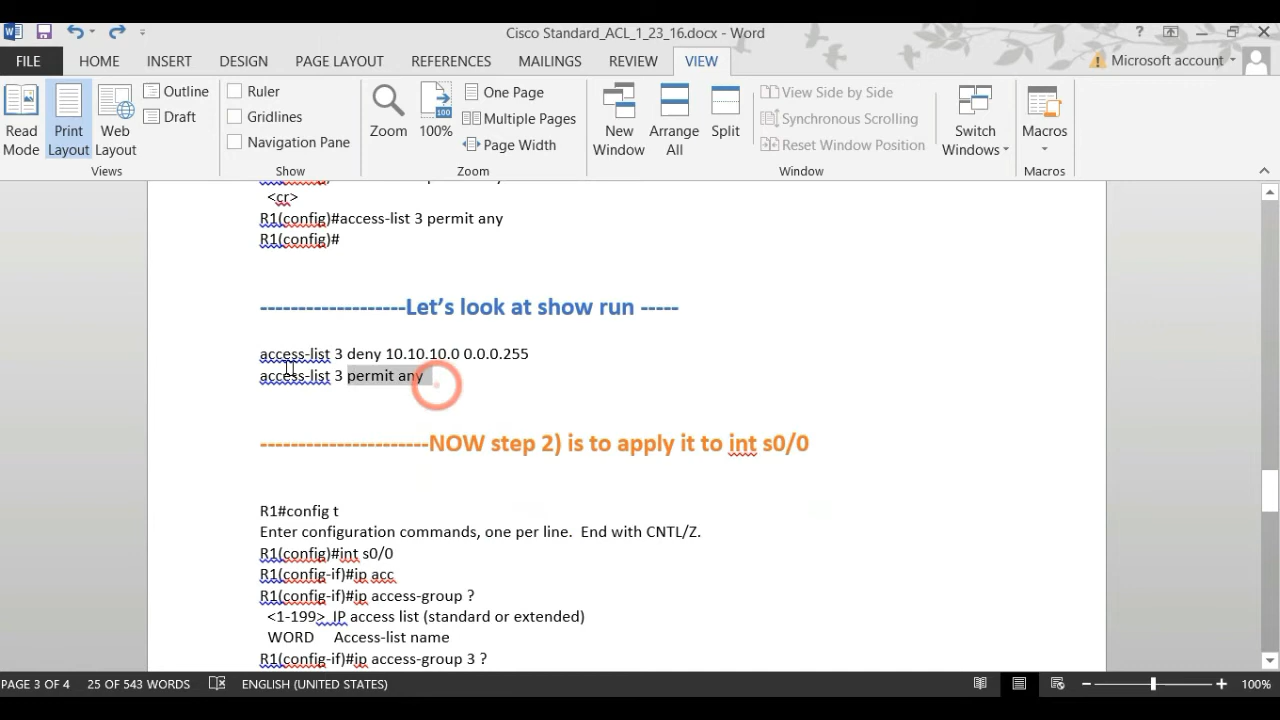 Cisco Standard_ACL_1_23_16.docx - Word
FILE HOME INSERT DESIGN PAGE LAYOUT REFERENCES MAILINGS REVIEW VIEW Microsoft account
Read Mode
Print Layout
Web Layout
Outline
Draft
Views
Ruler
Gridlines
Navigation Pane
Show
Zoom
100
100%
One Page
Multiple Pages
Page Width
Zoom
New Window
Arrange All
Split
View Side by Side
Synchronous Scrolling
Reset Window Position
Switch Windows
Window
Macros
Macros
<cr>
R1(config)#access-list 3 permit any
R1(config)#
-------------------Let’s look at show run -----
access-list 3 deny 10.10.10.0 0.0.0.255
access-list 3 permit any
----------------------NOW step 2) is to apply it to int s0/0
R1#config t
Enter configuration commands, one per line.  End with CNTL/Z.
R1(config)#int s0/0
R1(config-if)#ip acc
R1(config-if)#ip access-group ?
<1-199>  IP access list (standard or extended)
WORD     Access-list name
R1(config-if)#ip access-group 3 ?
PAGE 3 OF 4 25 OF 543 WORDS ENGLISH (UNITED STATES) 100%